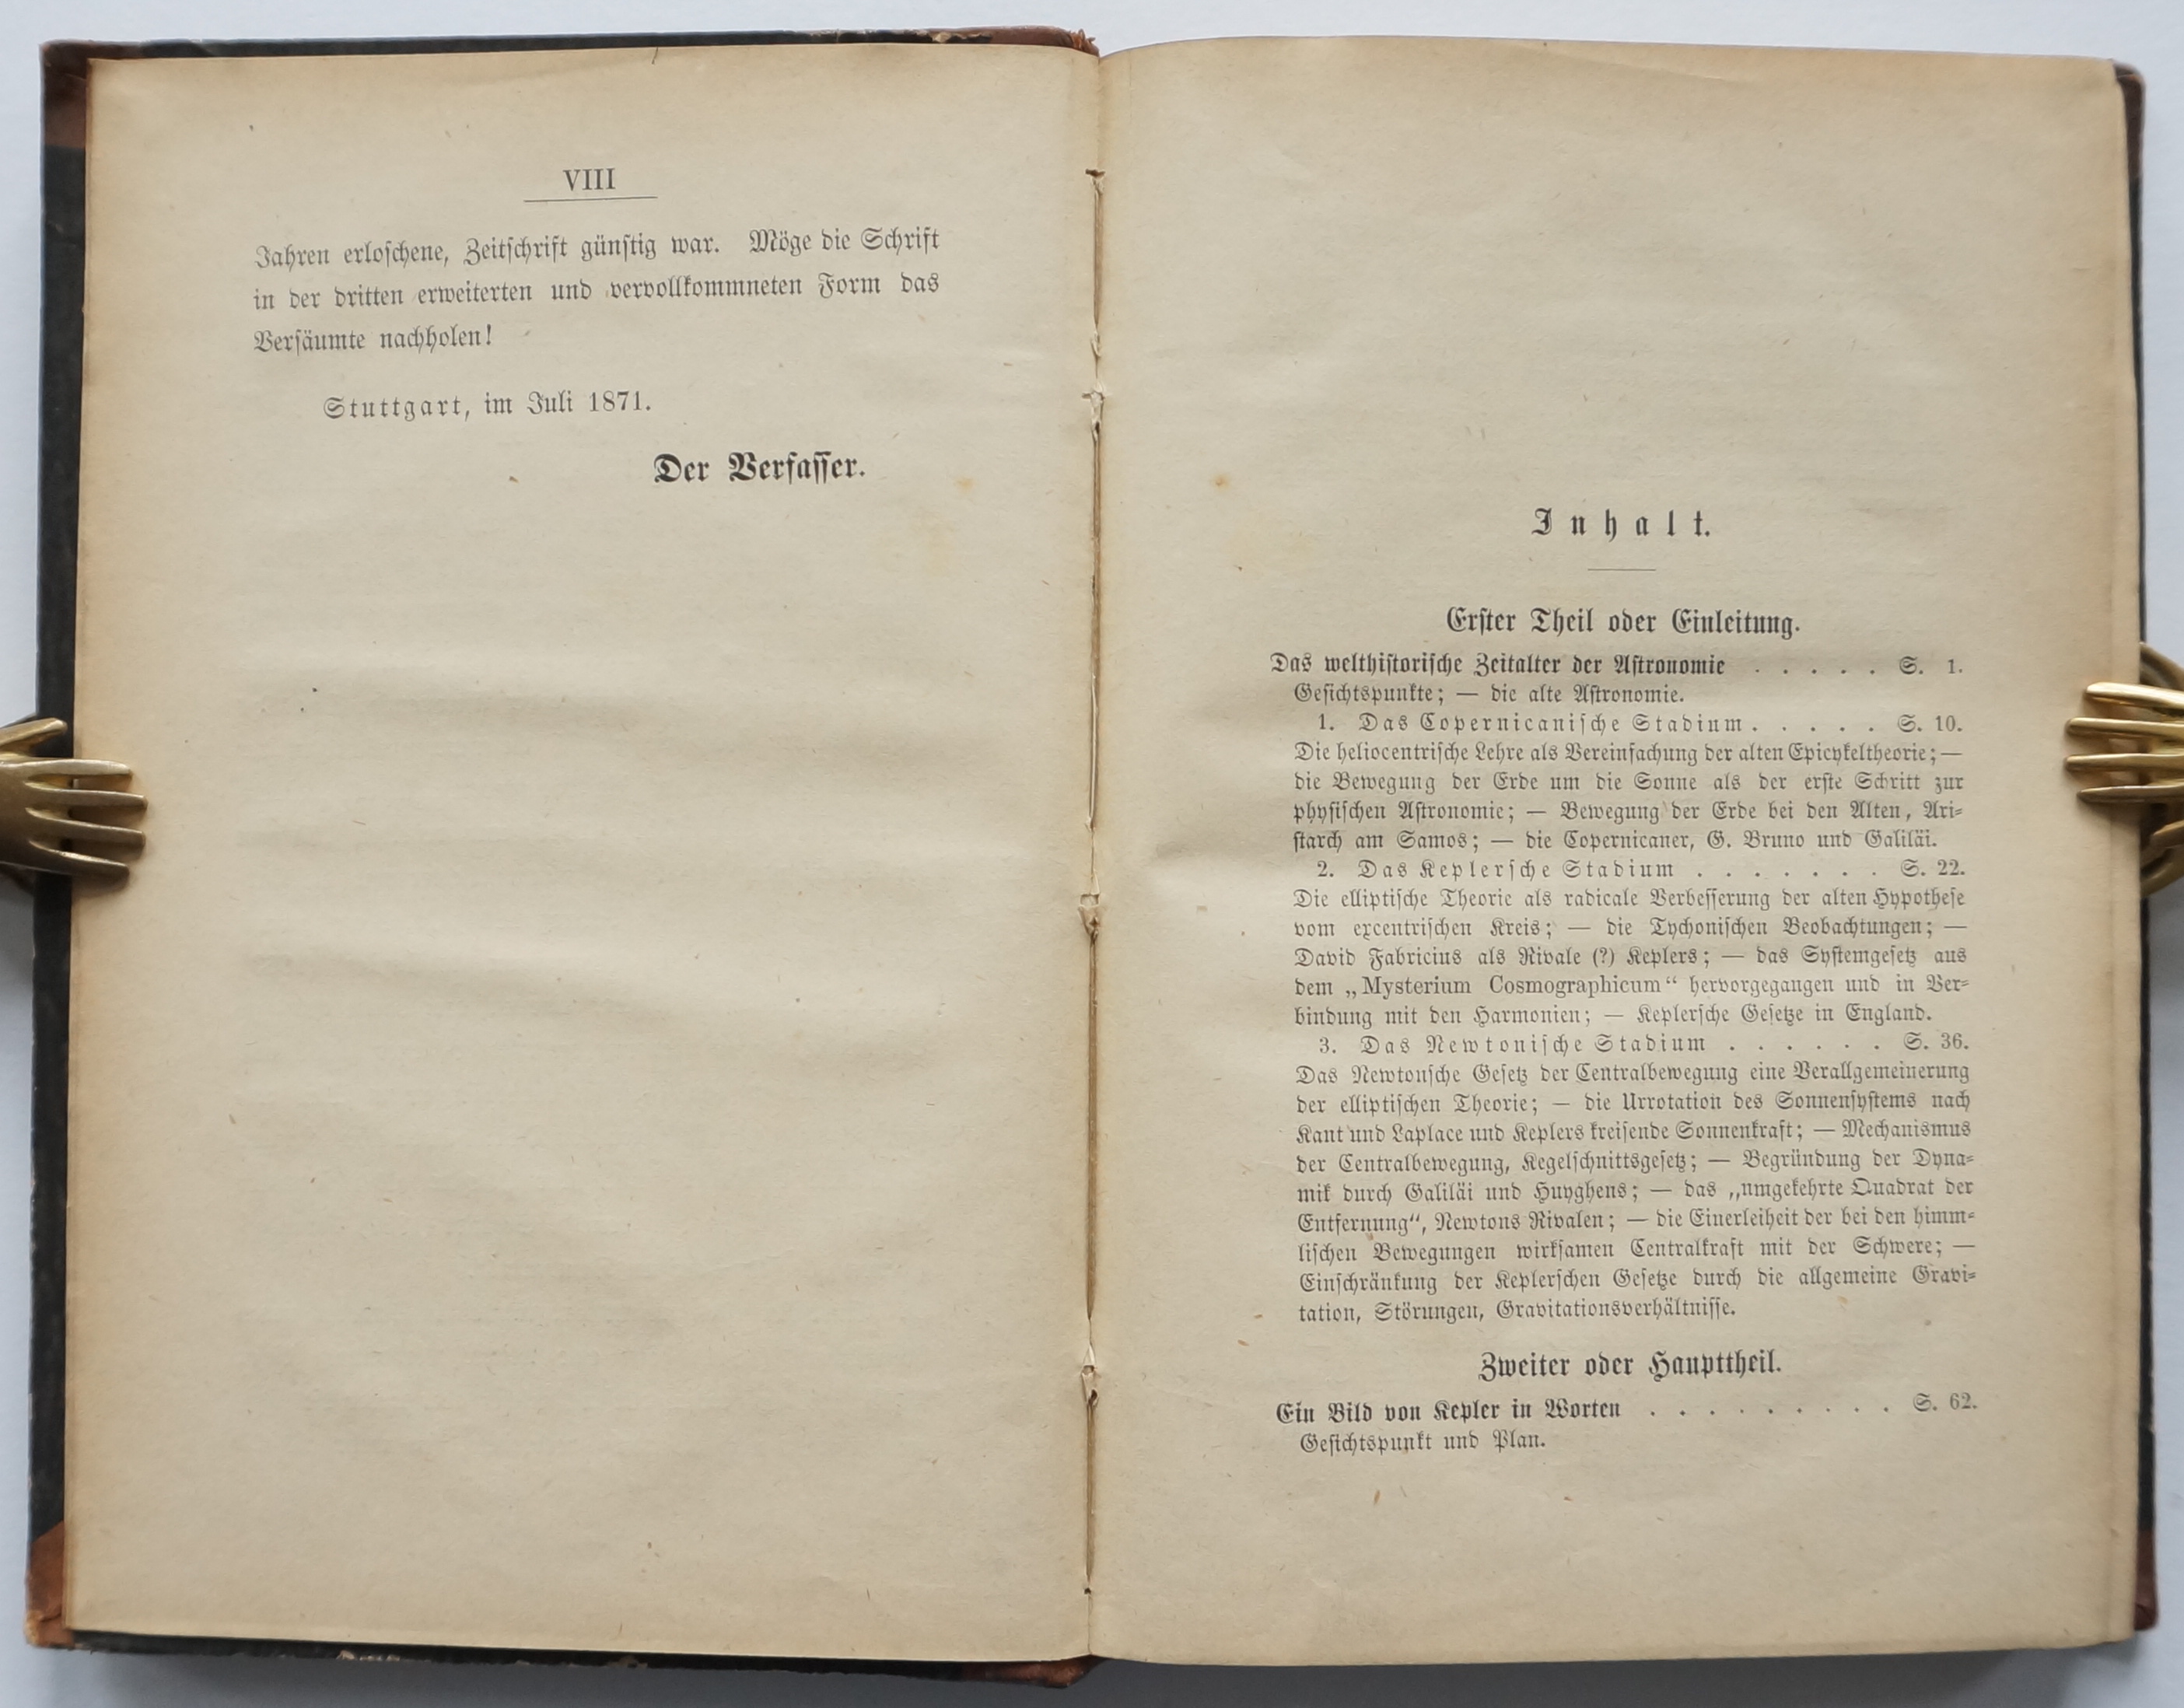 VIII
Jahren erloschene, Zeitschrift günstig war. Möge die Schrift
in der dritten erweiterten und vervollkommneten Form das
Versäumte nachholen!
Stuttgart, im Juli 1871.
Der Verfasser.
Inhalt.
Erster Theil oder Einleitung.
Das welthistorische Zeitalter der Astronomie . . . . . S. 1.
Gesichtspunkte; — die alte Astronomie.
1. Das Copernicanische Stadium . . . . . S. 10.
Die heliocentrische Lehre als Vereinfachung der alten Epicykeltheorie; —
die Bewegung der Erde um die Sonne als der erste Schritt zur
physischen Astronomie; — Bewegung der Erde bei den Alten, Ari-
starch am Samos; — die Copernicaner, G. Bruno und Galiläi.
2. Das Keplersche Stadium . . . . . . . S. 22.
Die elliptische Theorie als radicale Verbesserung der alten Hypothese
vom excentrischen Kreis; — die Tychonischen Beobachtungen; —
David Fabricius als Rivale (?) Keplers; — das Systemgesetz aus
dem „Mysterium Cosmographicum“ hervorgegangen und in Ver-
bindung mit den Harmonien; — Keplersche Gesetze in England.
3. Das Newtonische Stadium . . . . . . S. 36.
Das Newtonsche Gesetz der Centralbewegung eine Verallgemeinerung
der elliptischen Theorie; — die Urrotation des Sonnensystems nach
Kant und Laplace und Keplers kreisende Sonnenkraft; — Mechanismus
der Centralbewegung, Kegelschnittsgesetz; — Begründung der Dyna-
mik durch Galiläi und Huyghens; — das „umgekehrte Quadrat der
Entfernung“, Newtons Rivalen; — die Einerleiheit der bei den himm-
lischen Bewegungen wirksamen Centralkraft mit der Schwere; —
Einschränkung der Keplerschen Gesetze durch die allgemeine Gravi-
tation, Störungen, Gravitationsverhältnisse.
Zweiter oder Haupttheil.
Ein Bild von Kepler in Worten . . . . . . . . . S. 62.
Gesichtspunkt und Plan.